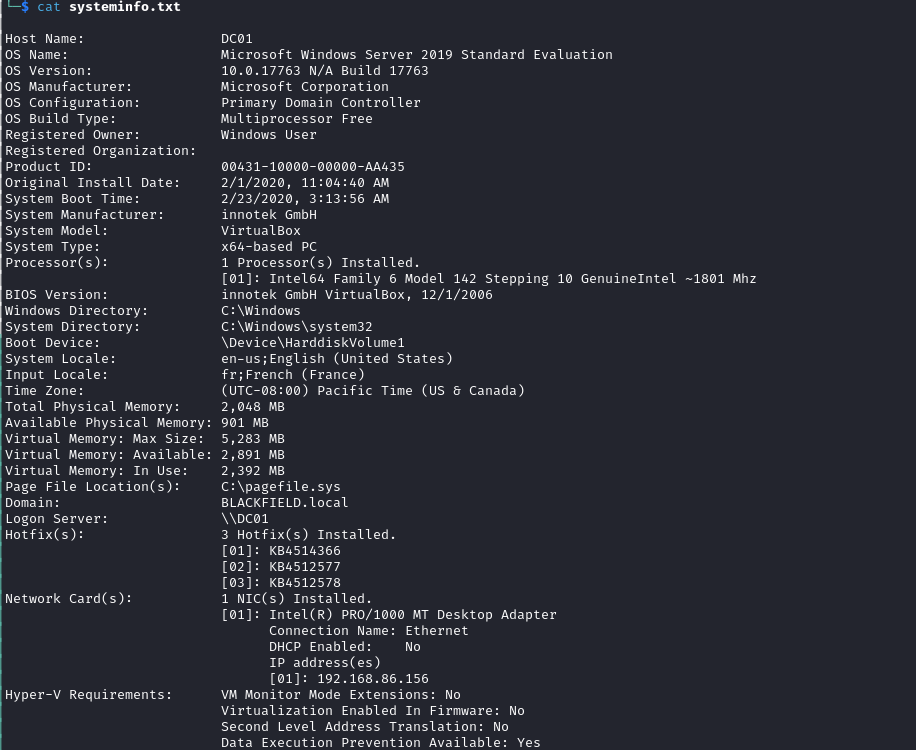 └─$ cat systeminfo.txt
Host Name:                 DC01
OS Name:                   Microsoft Windows Server 2019 Standard Evaluation
OS Version:                10.0.17763 N/A Build 17763
OS Manufacturer:           Microsoft Corporation
OS Configuration:          Primary Domain Controller
OS Build Type:             Multiprocessor Free
Registered Owner:          Windows User
Registered Organization:
Product ID:                00431-10000-00000-AA435
Original Install Date:     2/1/2020, 11:04:40 AM
System Boot Time:          2/23/2020, 3:13:56 AM
System Manufacturer:       innotek GmbH
System Model:              VirtualBox
System Type:               x64-based PC
Processor(s):              1 Processor(s) Installed.
                           [01]: Intel64 Family 6 Model 142 Stepping 10 GenuineIntel ~1801 Mhz
BIOS Version:              innotek GmbH VirtualBox, 12/1/2006
Windows Directory:         C:\Windows
System Directory:          C:\Windows\system32
Boot Device:               \Device\HarddiskVolume1
System Locale:             en-us;English (United States)
Input Locale:              fr;French (France)
Time Zone:                 (UTC-08:00) Pacific Time (US & Canada)
Total Physical Memory:     2,048 MB
Available Physical Memory: 901 MB
Virtual Memory: Max Size:  5,283 MB
Virtual Memory: Available: 2,891 MB
Virtual Memory: In Use:    2,392 MB
Page File Location(s):     C:\pagefile.sys
Domain:                    BLACKFIELD.local
Logon Server:              \\DC01
Hotfix(s):                 3 Hotfix(s) Installed.
                           [01]: KB4514366
                           [02]: KB4512577
                           [03]: KB4512578
Network Card(s):           1 NIC(s) Installed.
                           [01]: Intel(R) PRO/1000 MT Desktop Adapter
                                 Connection Name: Ethernet
                                 DHCP Enabled:    No
                                 IP address(es)
                                 [01]: 192.168.86.156
Hyper-V Requirements:      VM Monitor Mode Extensions: No
                           Virtualization Enabled In Firmware: No
                           Second Level Address Translation: No
                           Data Execution Prevention Available: Yes